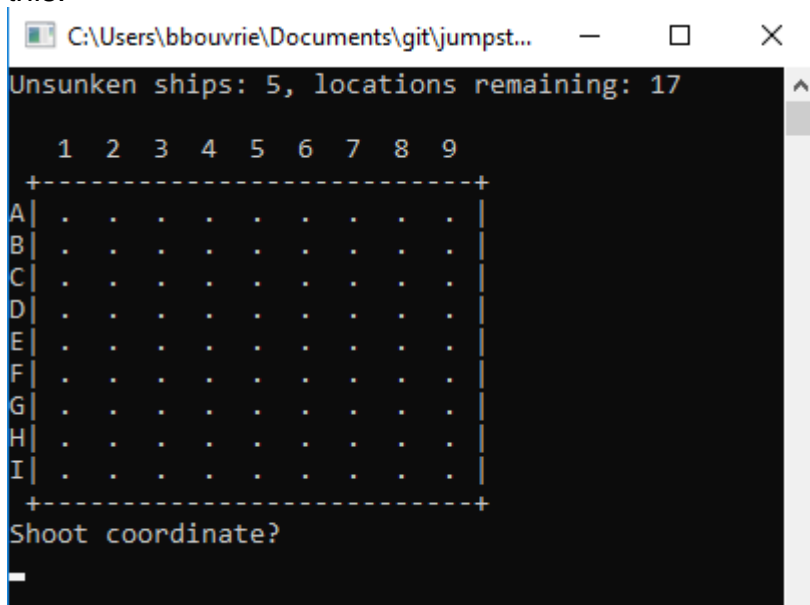 this.
C:\Users\bbouvrie\Documents\git\jumpst...
Unsunken ships: 5, locations remaining: 17
   1  2  3  4  5  6  7  8  9
 +---------------------------+
A| .  .  .  .  .  .  .  .  . |
B| .  .  .  .  .  .  .  .  . |
C| .  .  .  .  .  .  .  .  . |
D| .  .  .  .  .  .  .  .  . |
E| .  .  .  .  .  .  .  .  . |
F| .  .  .  .  .  .  .  .  . |
G| .  .  .  .  .  .  .  .  . |
H| .  .  .  .  .  .  .  .  . |
I| .  .  .  .  .  .  .  .  . |
 +---------------------------+
Shoot coordinate?